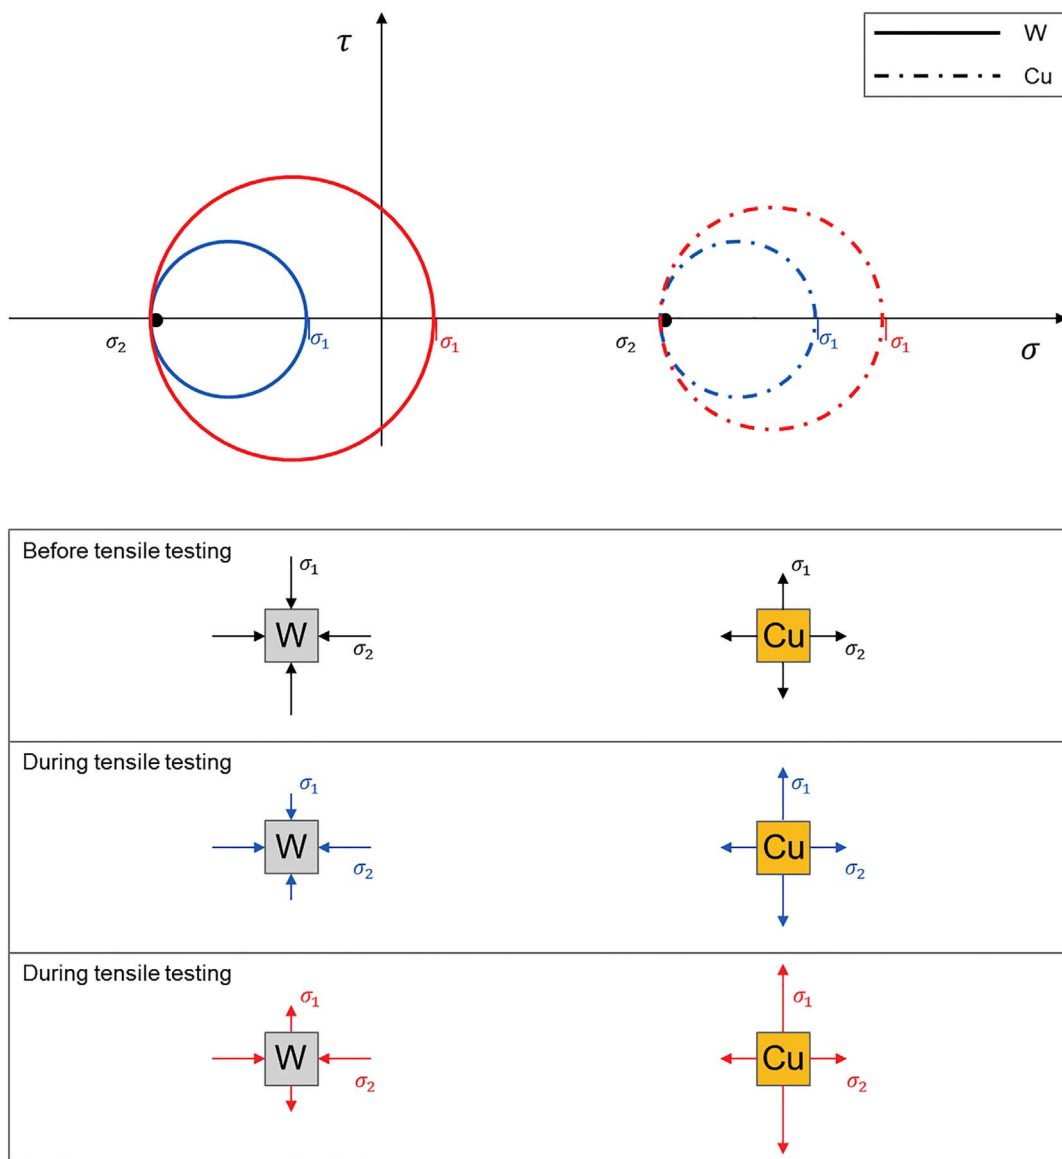 τ
W
Cu
σ₂
σ₁
σ₁
σ₂
σ₁
σ₁
σ
Before tensile testing
σ₁
W
σ₂
σ₁
Cu
σ₂
During tensile testing
σ₁
W
σ₂
σ₁
Cu
σ₂
During tensile testing
σ₁
W
σ₂
σ₁
Cu
σ₂